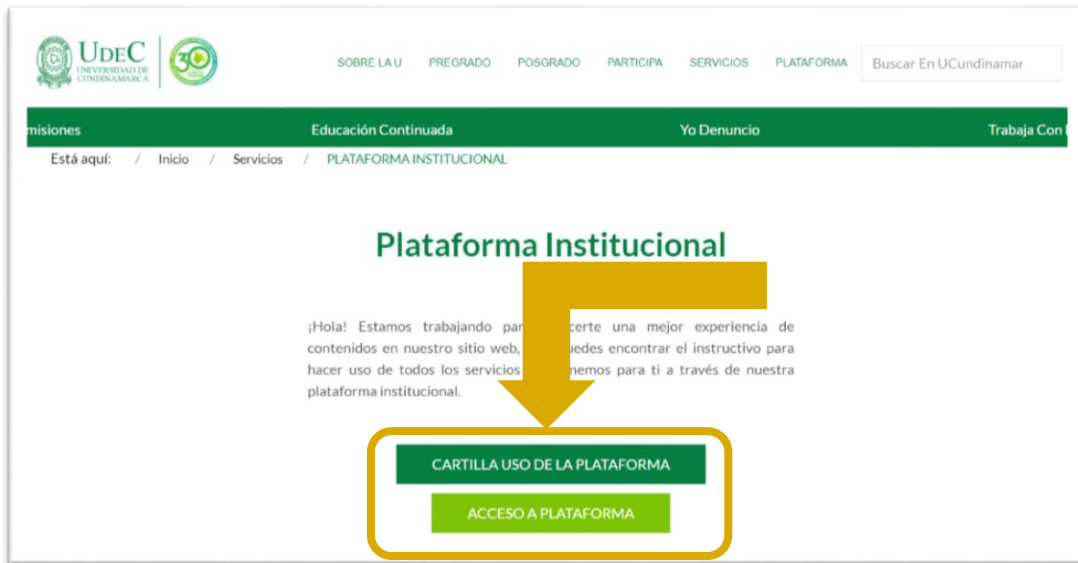 UDEC
UNIVERSIDAD DE
CUNDINAMARCA
30
SOBRE LA U PREGRADO POSGRADO PARTICIPA SERVICIOS PLATAFORMA Buscar En UCundinamar
misiones Educación Continuada Yo Denuncio Trabaja Con
Está aquí: / Inicio / Servicios / PLATAFORMA INSTITUCIONAL
Plataforma Institucional
¡Hola! Estamos trabajando certe una mejor experiencia de
contenidos en nuestro sitio web, uedes encontrar el instructivo para
hacer uso de todos los servicios nemos para ti a través de nuestra
plataforma institucional.
CARTILLA USO DE LA PLATAFORMA
ACCESO A PLATAFORMA